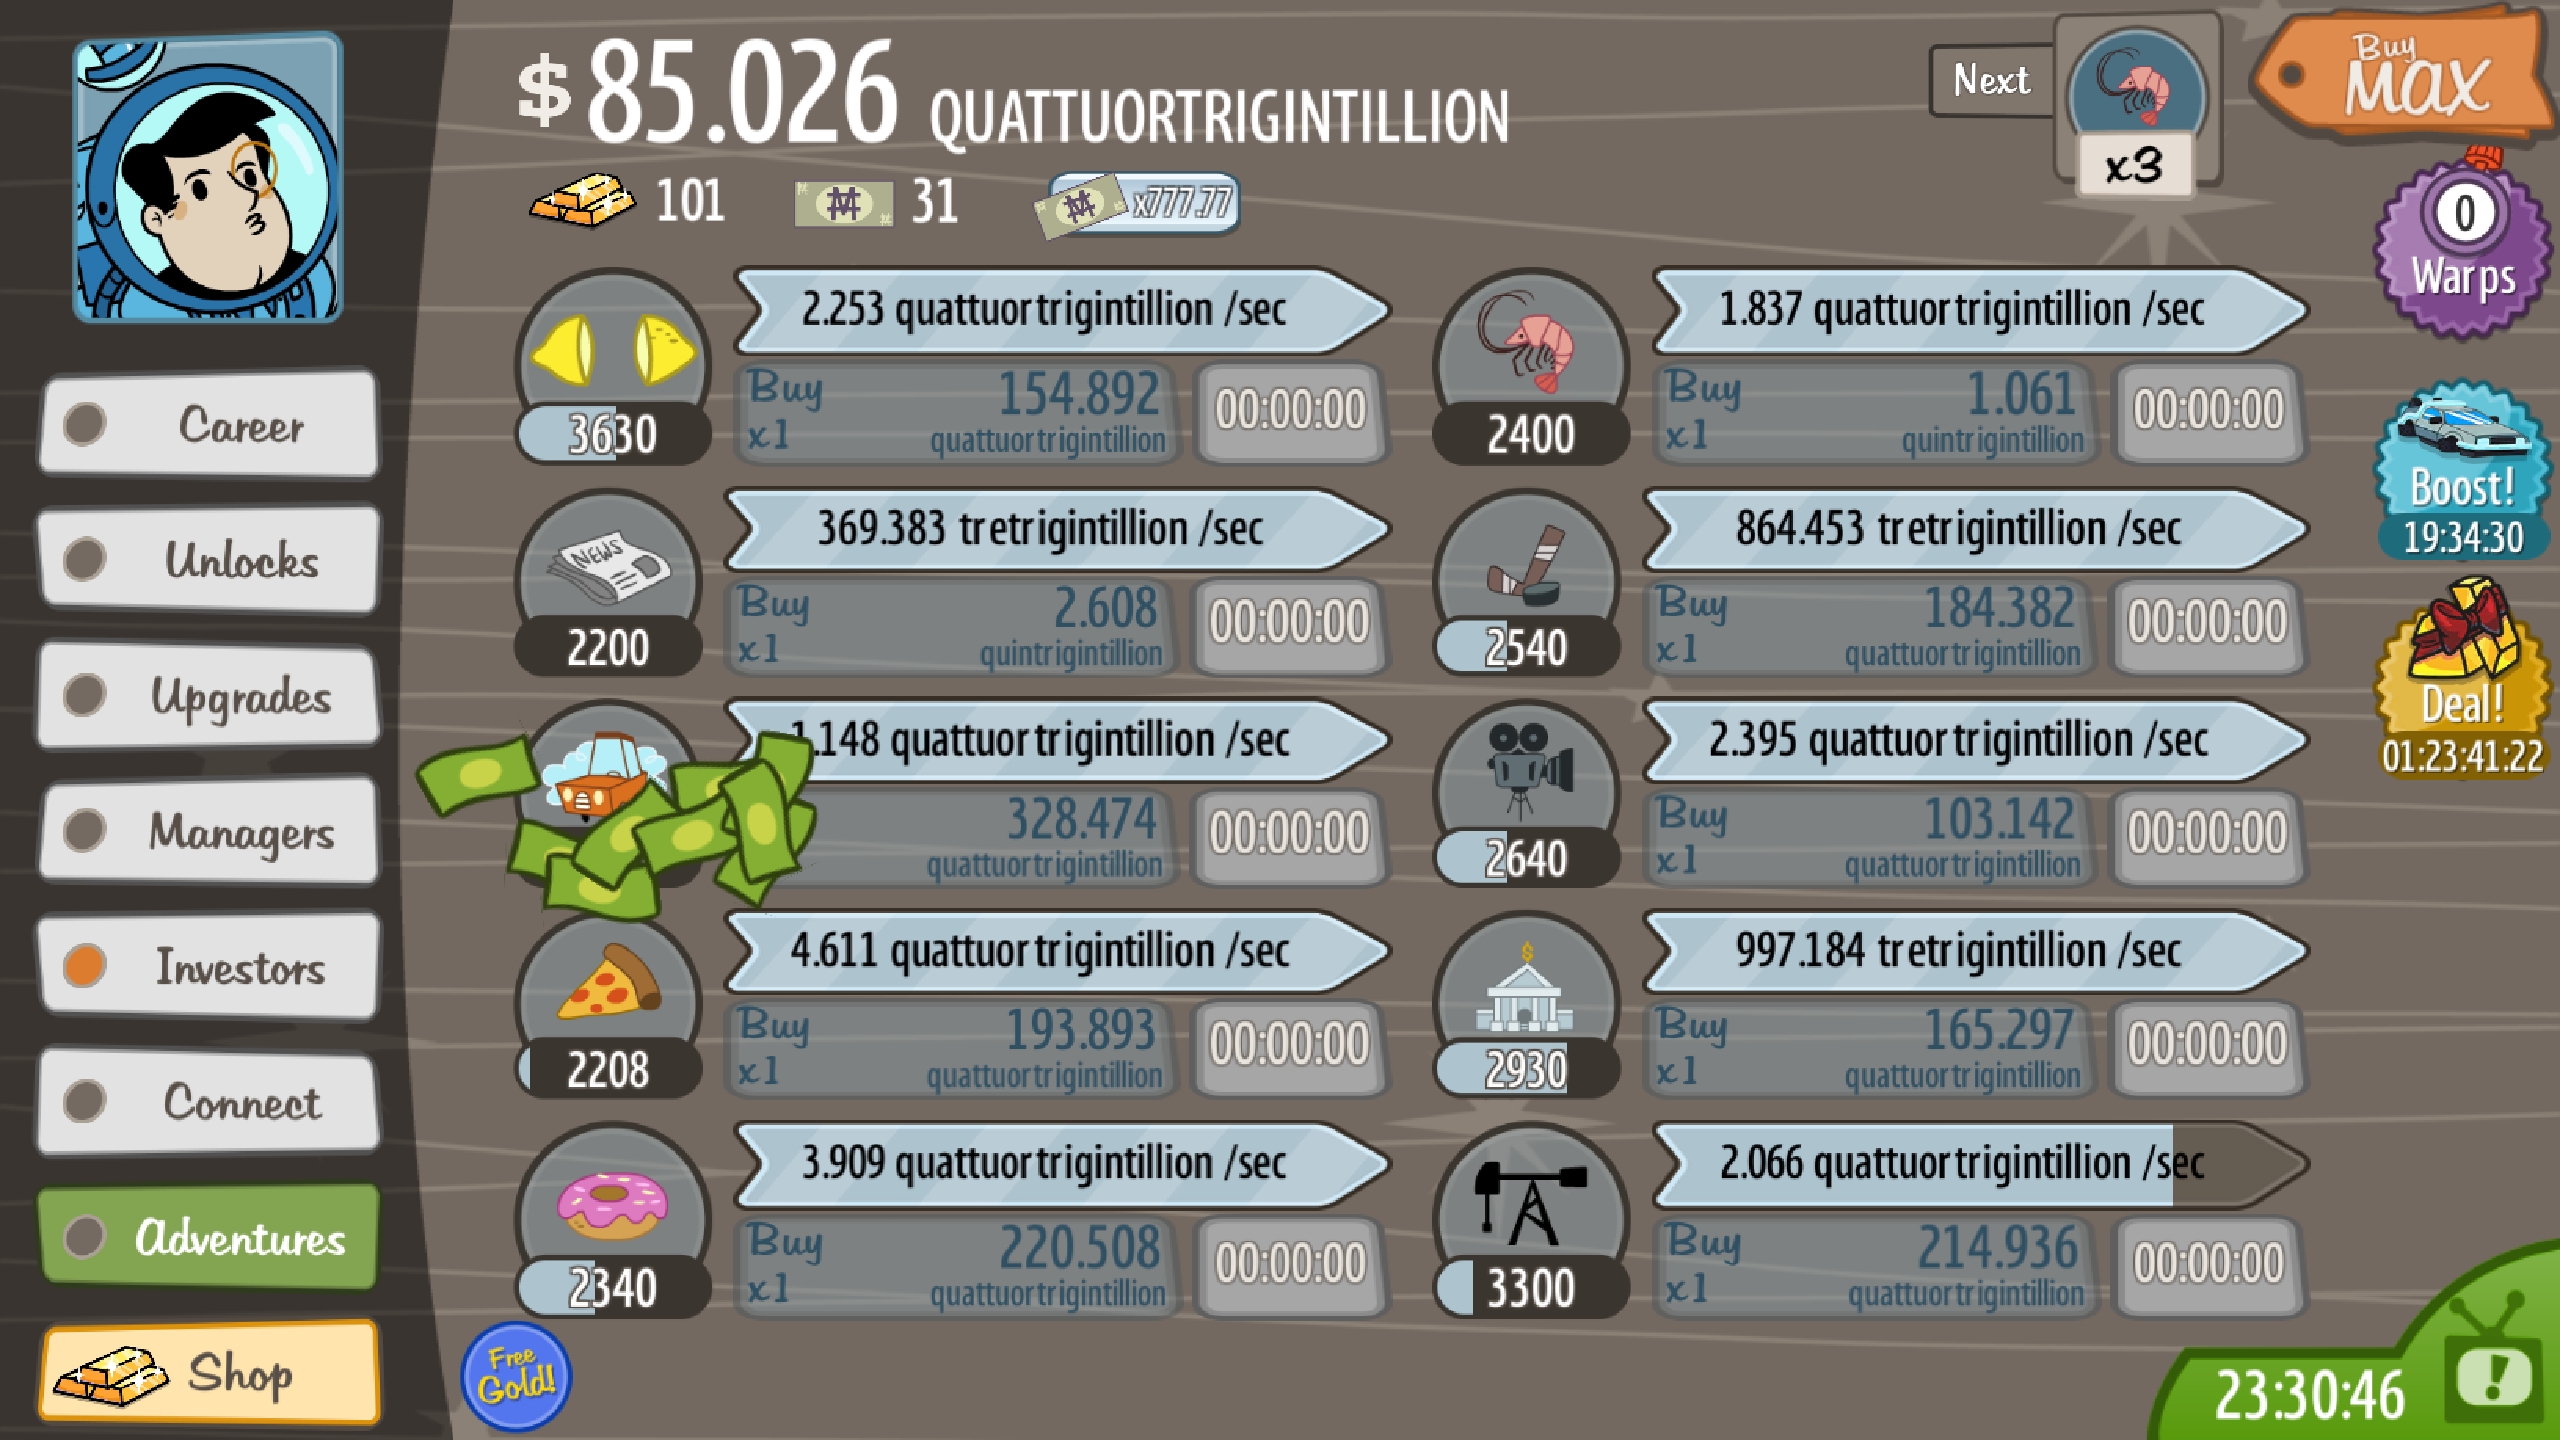 $85.026 QUATTUORTRIGINTILLION
101 31 x777.77
Next
x3
Buy
MAX
0
Warps
Boost!
19:34:30
Deal!
01:23:41:22
Career
Unlocks
Upgrades
Managers
Investors
Connect
Adventures
Shop
2.253 quattuortrigintillion /sec
3630
Buy
x1
154.892
quattuortrigintillion
00:00:00
1.837 quattuortrigintillion /sec
2400
Buy
x1
1.061
quintrigintillion
00:00:00
NEWS
369.383 tretrigintillion /sec
2200
Buy
x1
2.608
quintrigintillion
00:00:00
864.453 tretrigintillion /sec
2540
Buy
x1
184.382
quattuortrigintillion
00:00:00
1.148 quattuortrigintillion /sec
328.474
quattuortrigintillion
00:00:00
2.395 quattuortrigintillion /sec
2640
Buy
x1
103.142
quattuortrigintillion
00:00:00
4.611 quattuortrigintillion /sec
2208
Buy
x1
193.893
quattuortrigintillion
00:00:00
$
997.184 tretrigintillion /sec
2930
Buy
x1
165.297
quattuortrigintillion
00:00:00
3.909 quattuortrigintillion /sec
2340
Buy
x1
220.508
quattuortrigintillion
00:00:00
2.066 quattuortrigintillion /sec
3300
Buy
x1
214.936
quattuortrigintillion
00:00:00
Free
Gold!
23:30:46
!